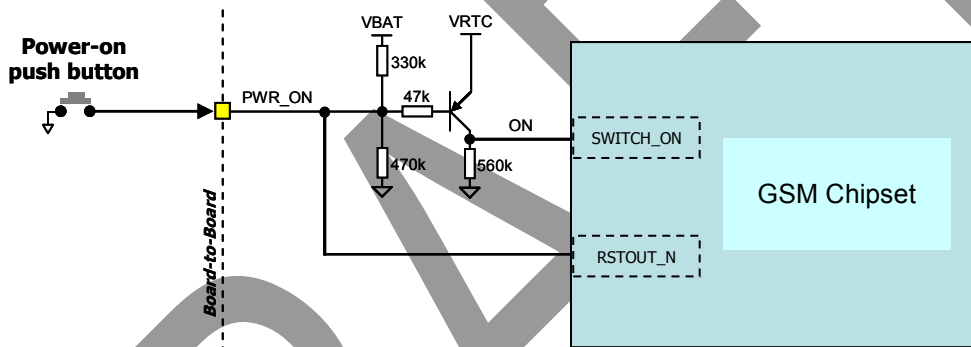 VBAT
VRTC
Power-on
push button
330k
PWR_ON
47k
ON
SWITCH_ON
470k
560k
GSM Chipset
Board-to-Board
RSTOUT_N